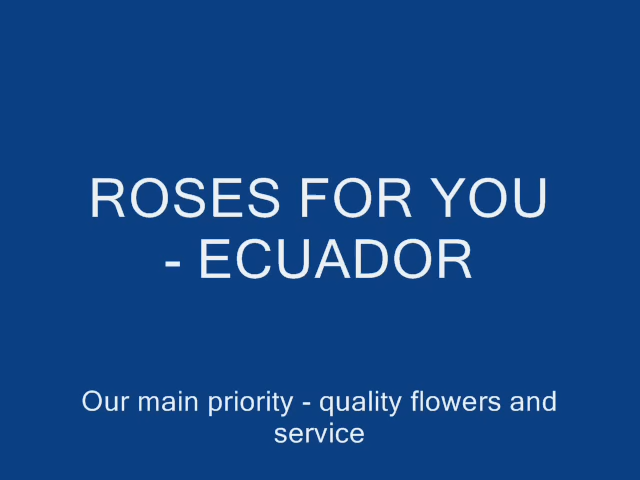 ROSES FOR YOU
- ECUADOR
Our main priority - quality flowers and
service